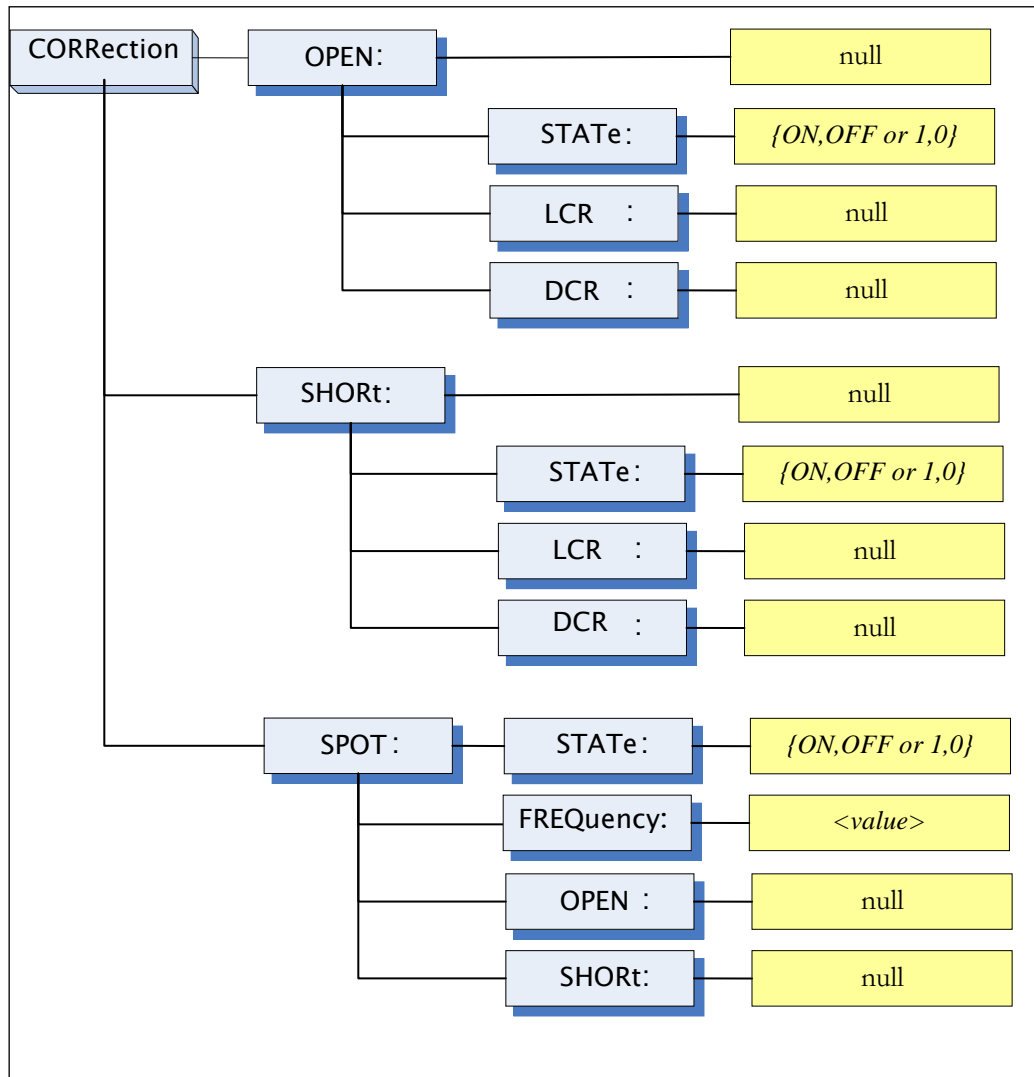 CORRection OPEN: null
STATe: {ON,OFF or 1,0}
LCR : null
DCR : null
SHORt: null
STATe: {ON,OFF or 1,0}
LCR : null
DCR : null
SPOT: STATe: {ON,OFF or 1,0}
FREQuency: <value>
OPEN : null
SHORt: null